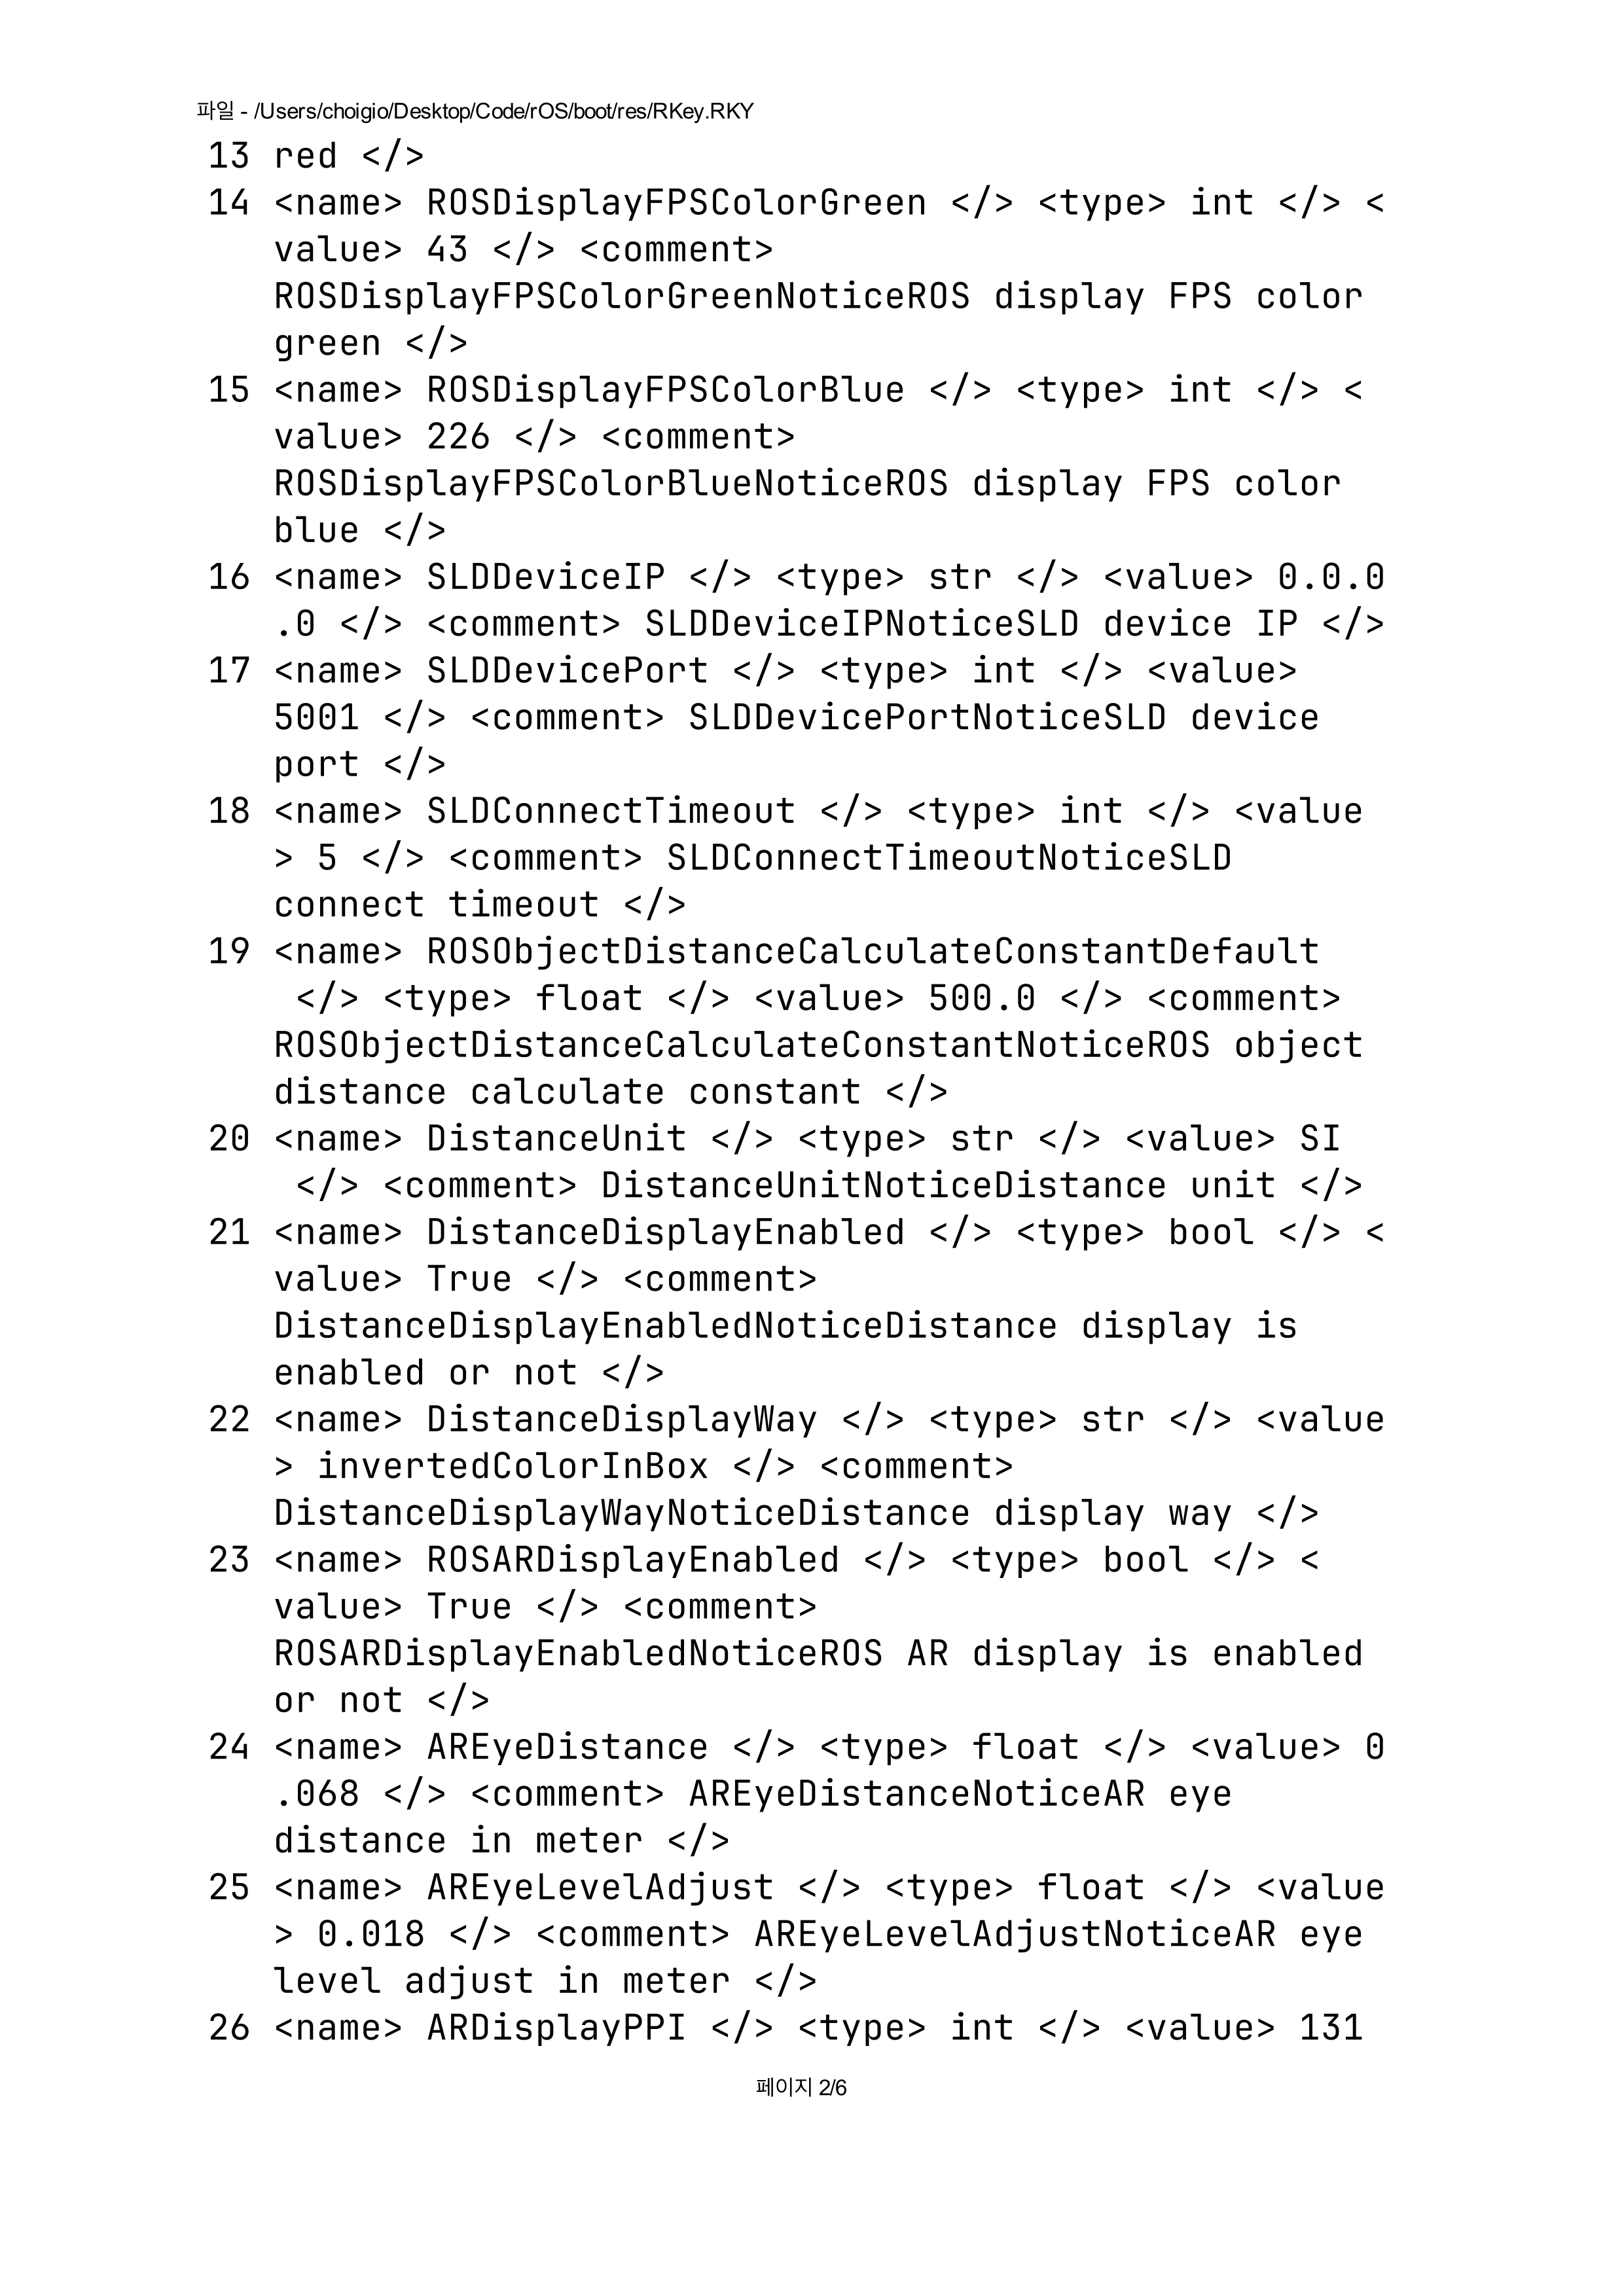 파일 - /Users/choigio/Desktop/Code/rOS/boot/res/RKey.RKY
13 red </>
14 <name> ROSDisplayFPSColorGreen </> <type> int </> <
value> 43 </> <comment>
ROSDisplayFPSColorGreenNoticeROS display FPS color
green </>
15 <name> ROSDisplayFPSColorBlue </> <type> int </> <
value> 226 </> <comment>
ROSDisplayFPSColorBlueNoticeROS display FPS color
blue </>
16 <name> SLDDeviceIP </> <type> str </> <value> 0.0.0
.0 </> <comment> SLDDeviceIPNoticeSLD device IP </>
17 <name> SLDDevicePort </> <type> int </> <value>
5001 </> <comment> SLDDevicePortNoticeSLD device
port </>
18 <name> SLDConnectTimeout </> <type> int </> <value
> 5 </> <comment> SLDConnectTimeoutNoticeSLD
connect timeout </>
19 <name> ROSObjectDistanceCalculateConstantDefault
</> <type> float </> <value> 500.0 </> <comment>
ROSObjectDistanceCalculateConstantNoticeROS object
distance calculate constant </>
20 <name> DistanceUnit </> <type> str </> <value> SI
</> <comment> DistanceUnitNoticeDistance unit </>
21 <name> DistanceDisplayEnabled </> <type> bool </> <
value> True </> <comment>
DistanceDisplayEnabledNoticeDistance display is
enabled or not </>
22 <name> DistanceDisplayWay </> <type> str </> <value
> invertedColorInBox </> <comment>
DistanceDisplayWayNoticeDistance display way </>
23 <name> ROSARDisplayEnabled </> <type> bool </> <
value> True </> <comment>
ROSARDisplayEnabledNoticeROS AR display is enabled
or not </>
24 <name> AREyeDistance </> <type> float </> <value> 0
.068 </> <comment> AREyeDistanceNoticeAR eye
distance in meter </>
25 <name> AREyeLevelAdjust </> <type> float </> <value
> 0.018 </> <comment> AREyeLevelAdjustNoticeAR eye
level adjust in meter </>
26 <name> ARDisplayPPI </> <type> int </> <value> 131
페이지 2/6